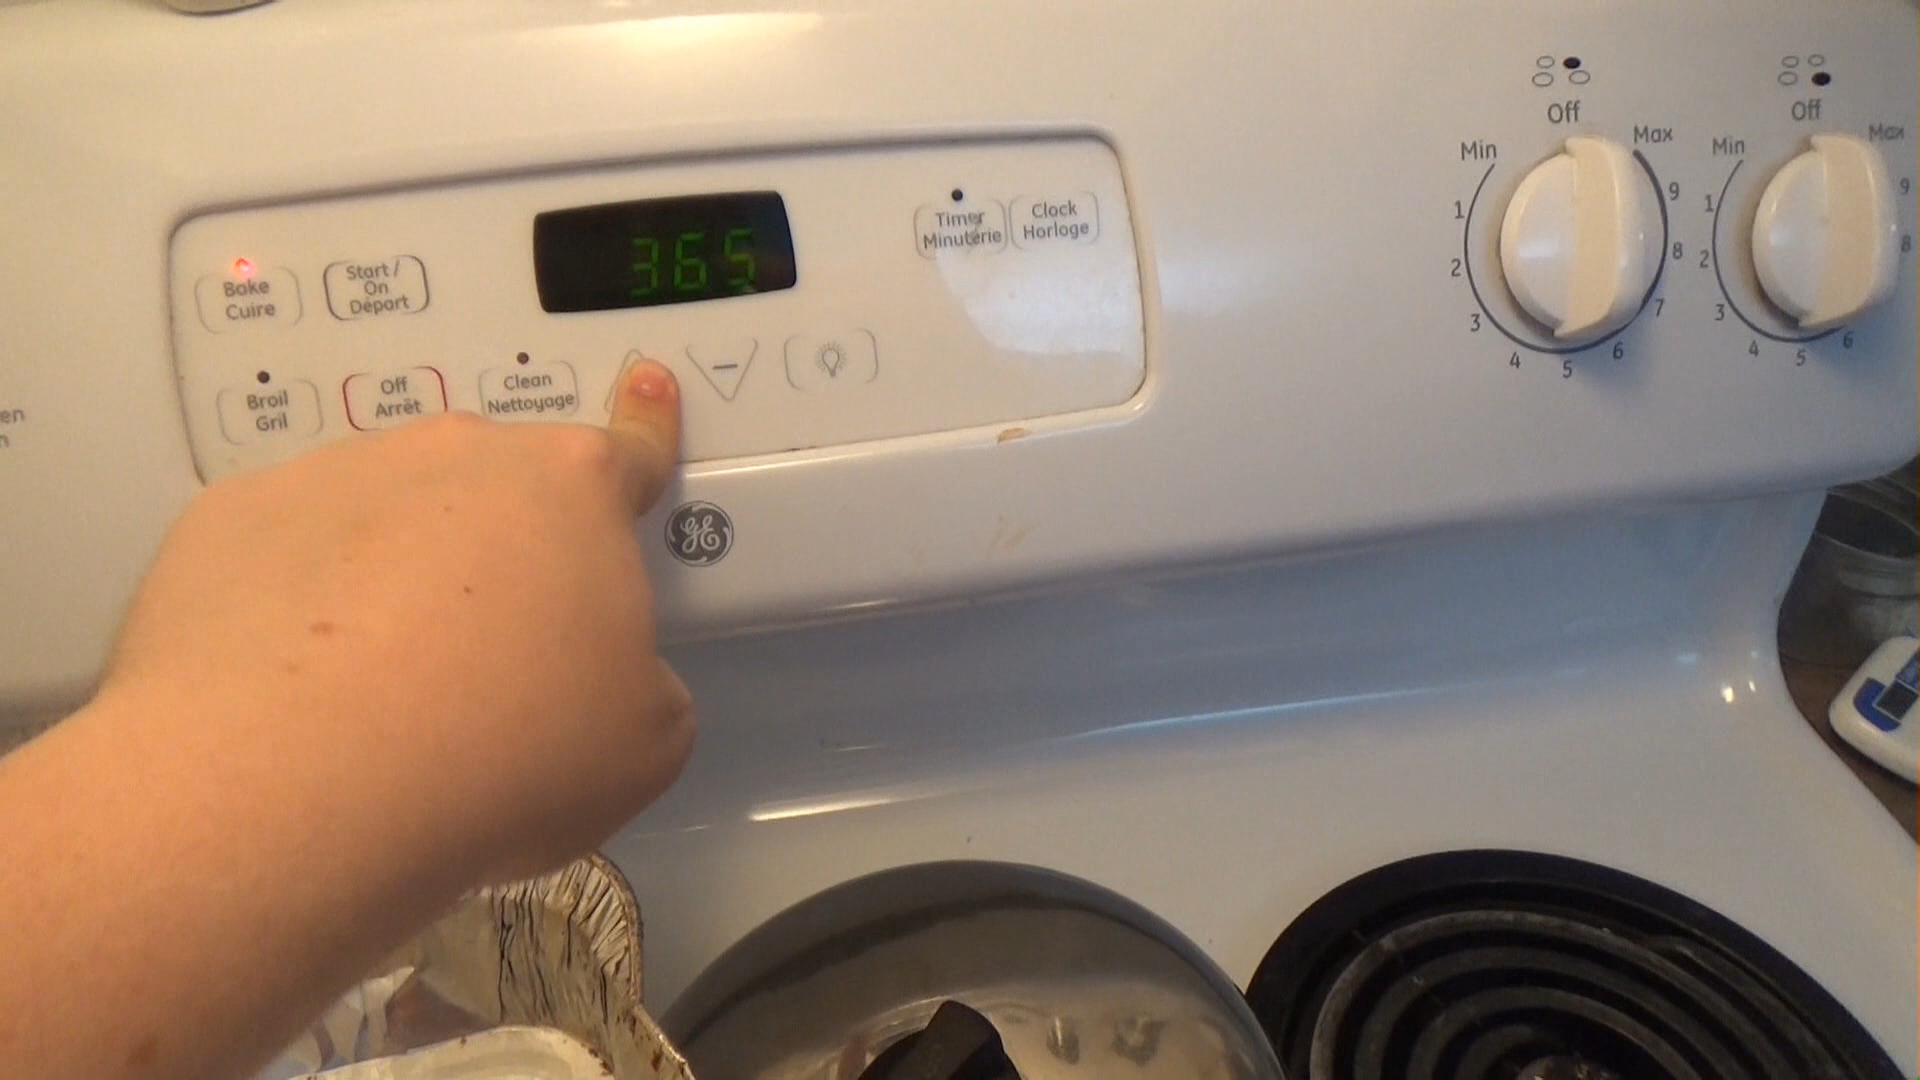 365
Bake
Cuire
Start /
On
Départ
Broil
Gril
Off
Arrêt
Clean
Nettoyage
−
Timer
Minuterie
Clock
Horloge
GE
en
n
Off
Min
Max
1
2
3
4
5
6
7
8
9
Off
Min
Max
1
2
3
4
5
6
8
9